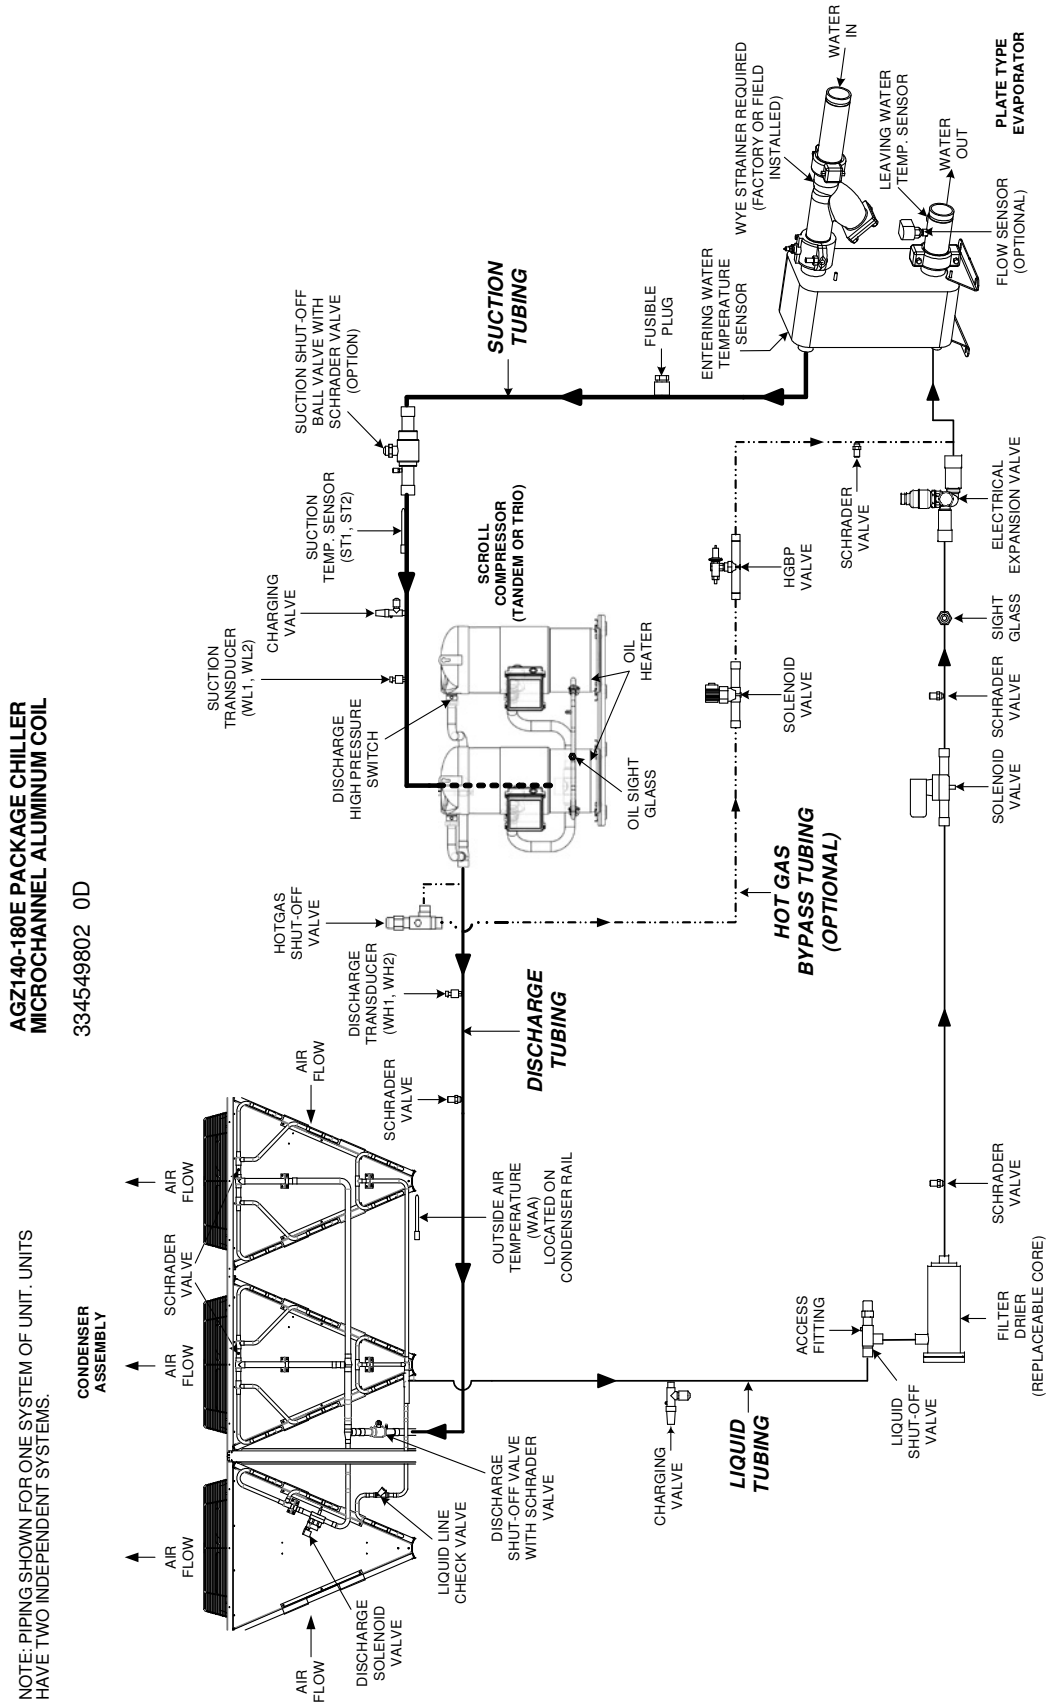 AGZ140-180E PACKAGE CHILLER
MICROCHANNEL ALUMINUM COIL
334549802 0D
NOTE: PIPING SHOWN FOR ONE SYSTEM OF UNIT. UNITS
HAVE TWO INDEPENDENT SYSTEMS.
CONDENSER
ASSEMBLY
AIR
FLOW
AIR
FLOW
AIR
FLOW
SCHRADER
VALVE
AIR
FLOW
AIR
FLOW
DISCHARGE
SOLENOID
VALVE
LIQUID LINE
CHECK VALVE
DISCHARGE
SHUT-OFF VALVE
WITH SCHRADER
VALVE
OUTSIDE AIR
TEMPERATURE
(WAA)
LOCATED ON
CONDENSER RAIL
SCHRADER
VALVE
DISCHARGE
TRANSDUCER
(WH1, WH2)
HOTGAS
SHUT-OFF
VALVE
DISCHARGE
TUBING
SUCTION
TRANSDUCER
(WL1, WL2)
CHARGING
VALVE
SUCTION
TEMP. SENSOR
(ST1, ST2)
SUCTION SHUT-OFF
BALL VALVE WITH
SCHRADER VALVE
(OPTION)
DISCHARGE
HIGH PRESSURE
SWITCH
SCROLL
COMPRESSOR
(TANDEM OR TRIO)
OIL SIGHT
GLASS
OIL
HEATER
SUCTION
TUBING
FUSIBLE
PLUG
ENTERING WATER
TEMPERATURE
SENSOR
WYE STRAINER REQUIRED
(FACTORY OR FIELD
INSTALLED)
WATER
IN
LEAVING WATER
TEMP. SENSOR
WATER
OUT
FLOW SENSOR
(OPTIONAL)
PLATE TYPE
EVAPORATOR
HOT GAS
BYPASS TUBING
(OPTIONAL)
SOLENOID
VALVE
HGBP
VALVE
SCHRADER
VALVE
CHARGING
VALVE
LIQUID
TUBING
ACCESS
FITTING
LIQUID
SHUT-OFF
VALVE
FILTER
DRIER
(REPLACEABLE CORE)
SCHRADER
VALVE
SOLENOID
VALVE
SCHRADER
VALVE
SIGHT
GLASS
ELECTRICAL
EXPANSION VALVE